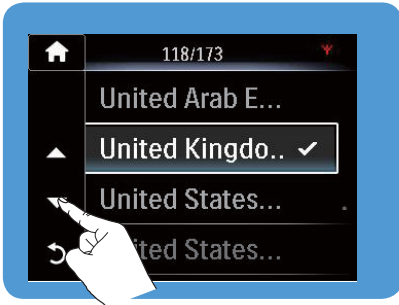 118/173
United Arab E...
United Kingdo..
United States...
ited States...